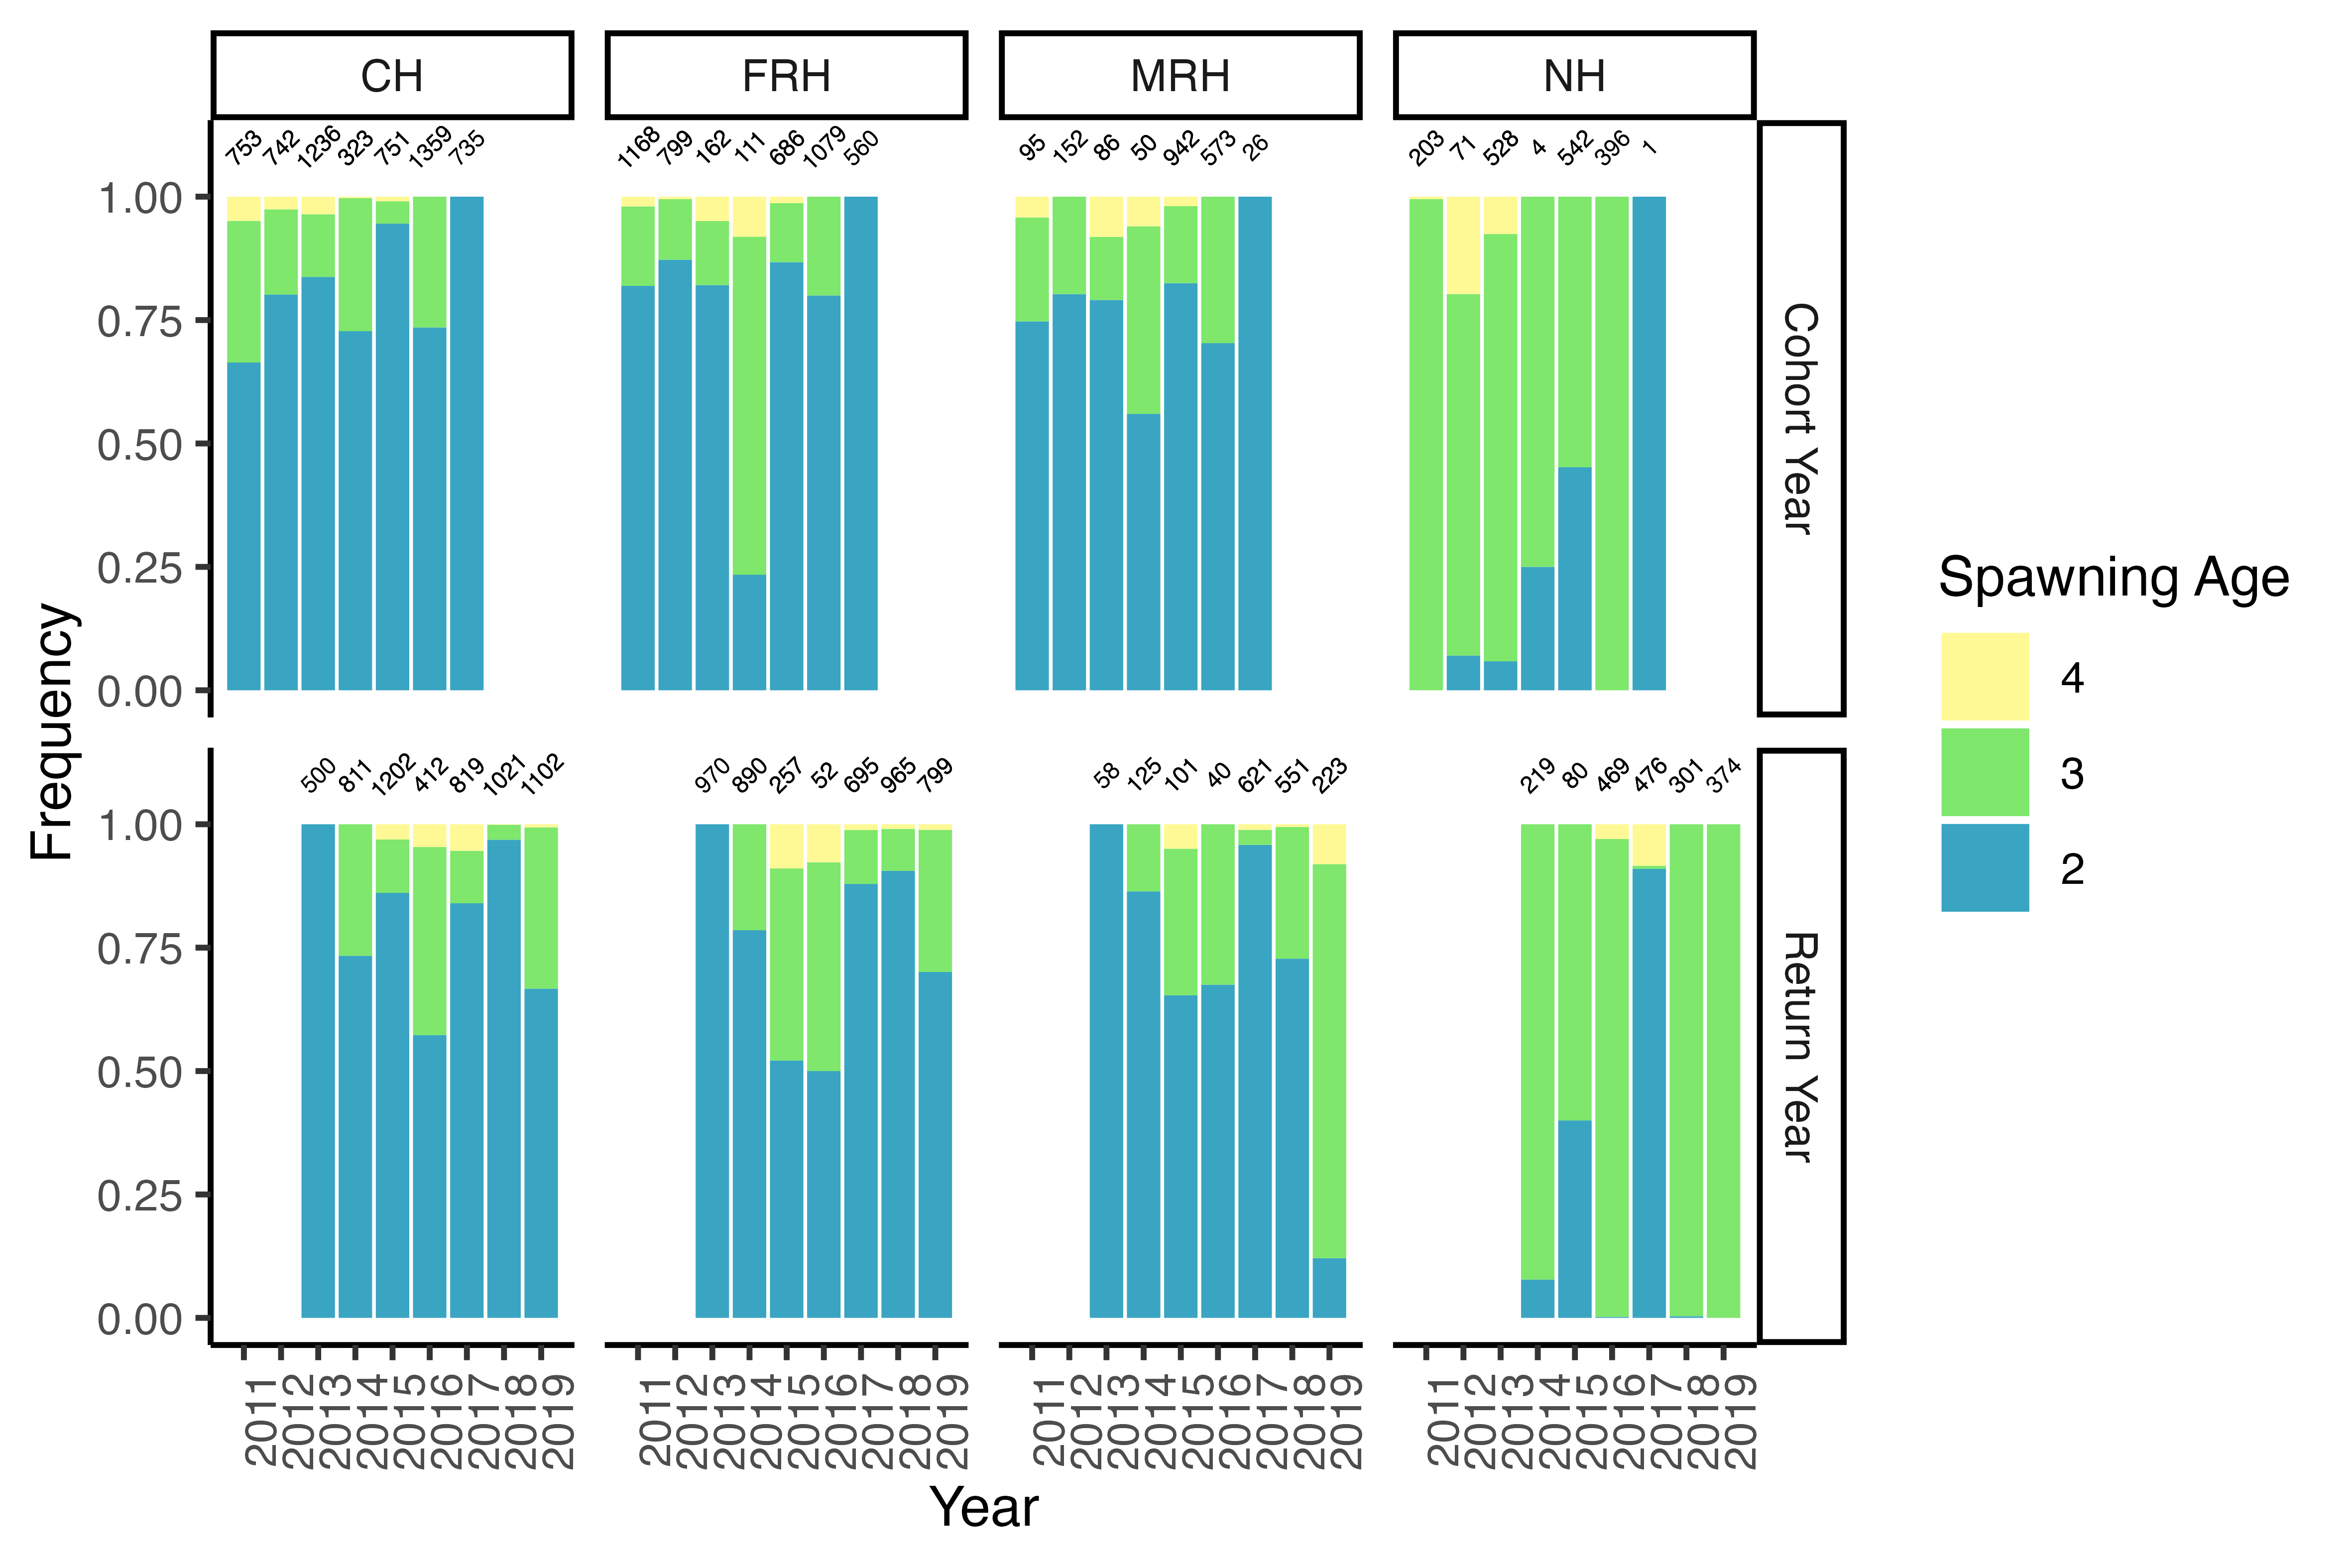 CH FRH MRH NH
753 742 1236 323 751 1359 735 1168 799 162 111 686 1079 560 95 152 86 50 942 573 26 203 71 528 4 542 396 1
1.00
0.75
0.50
0.25
0.00
Cohort Year
Frequency
500 811 1202 412 819 1021 1102 970 890 257 52 695 965 799 58 125 101 40 621 551 223 219 80 469 476 301 374
1.00
0.75
0.50
0.25
0.00
Return Year
2011 2012 2013 2014 2015 2016 2017 2018 2019 2011 2012 2013 2014 2015 2016 2017 2018 2019 2011 2012 2013 2014 2015 2016 2017 2018 2019 2011 2012 2013 2014 2015 2016 2017 2018 2019
Year
Spawning Age
4
3
2